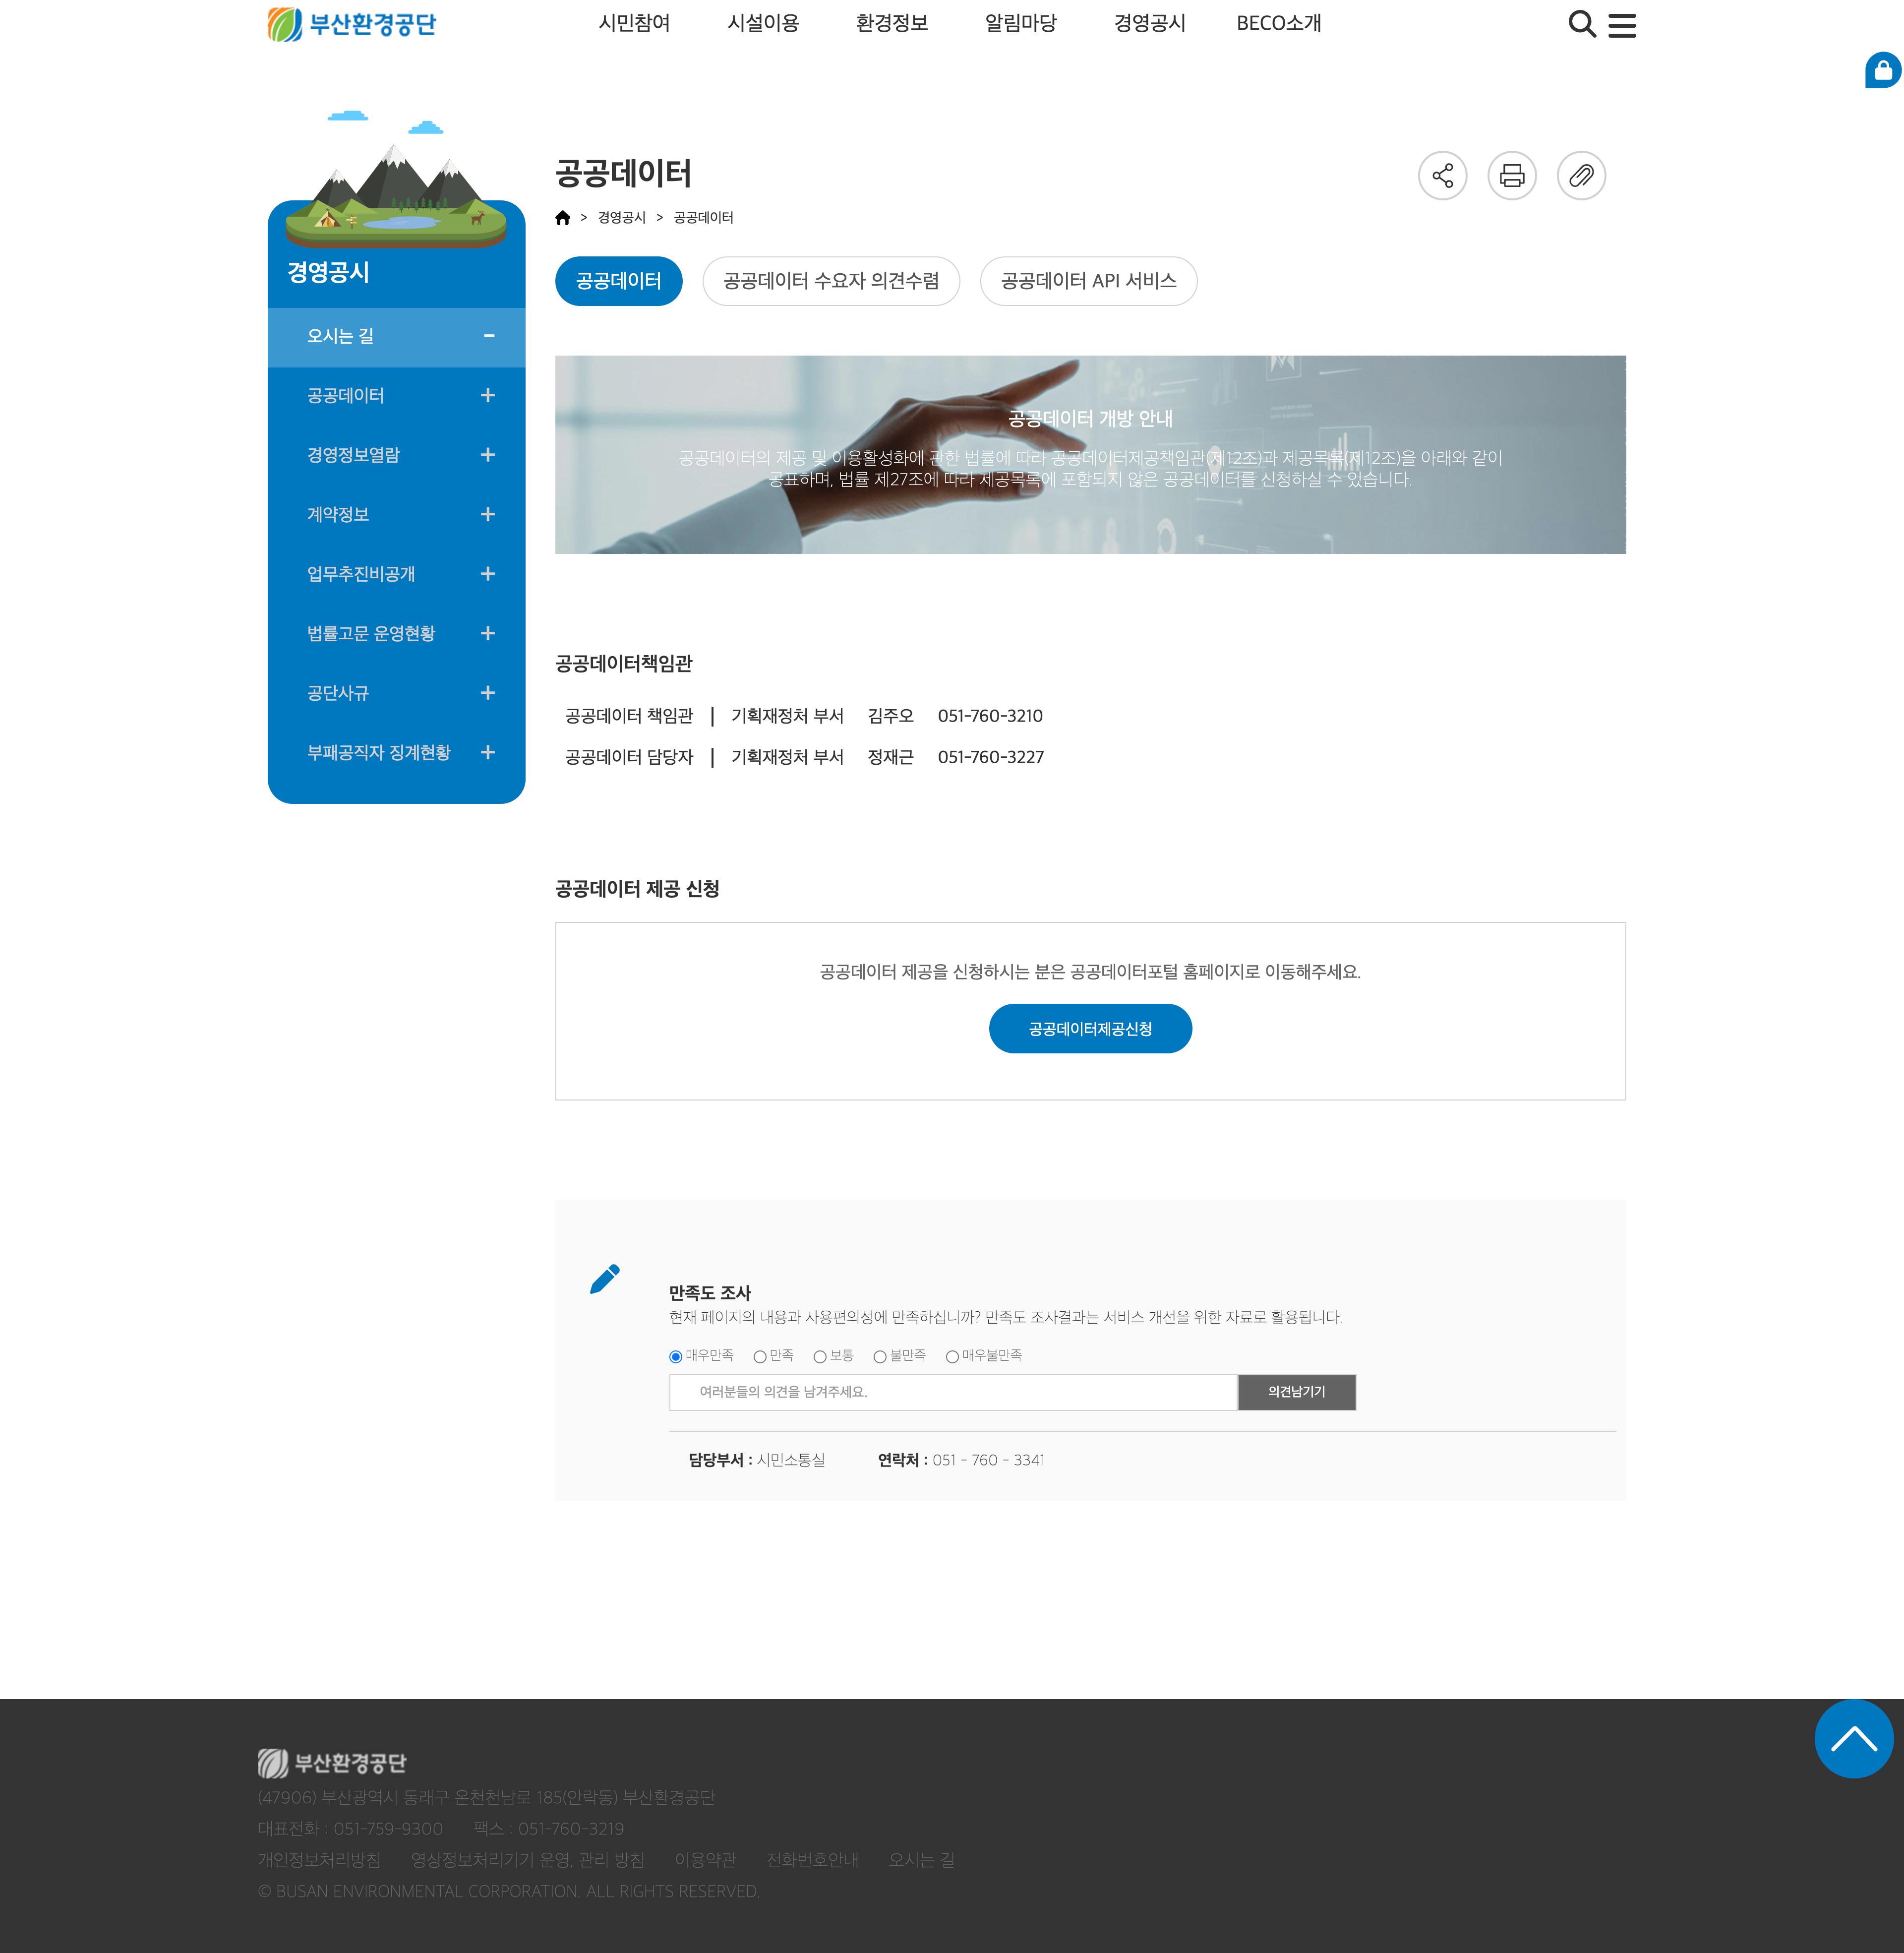 부산환경공단
시민참여 시설이용 환경정보 알림마당 경영공시 BECO소개
경영공시
오시는 길
공공데이터
경영정보열람
계약정보
업무추진비공개
법률고문 운영현황
공단사규
부패공직자 징계현황
공공데이터
> 경영공시 > 공공데이터
공공데이터 공공데이터 수요자 의견수렴 공공데이터 API 서비스
공공데이터 개방 안내
공공데이터의 제공 및 이용활성화에 관한 법률에 따라 공공데이터제공책임관(제12조)과 제공목록(제12조)을 아래와 같이
공표하며, 법률 제27조에 따라 제공목록에 포함되지 않은 공공데이터를 신청하실 수 있습니다.
공공데이터책임관
공공데이터 책임관 기획재정처 부서 김주오 051-760-3210
공공데이터 담당자 기획재정처 부서 정재근 051-760-3227
공공데이터 제공 신청
공공데이터 제공을 신청하시는 분은 공공데이터포털 홈페이지로 이동해주세요.
공공데이터제공신청
만족도 조사
현재 페이지의 내용과 사용편의성에 만족하십니까? 만족도 조사결과는 서비스 개선을 위한 자료로 활용됩니다.
매우만족 만족 보통 불만족 매우불만족
여러분들의 의견을 남겨주세요. 의견남기기
담당부서 : 시민소통실 연락처 : 051 - 760 - 3341
부산환경공단
(47906) 부산광역시 동래구 온천천남로 185(안락동) 부산환경공단
대표전화 : 051-759-9300 팩스 : 051-760-3219
개인정보처리방침 영상정보처리기기 운영, 관리 방침 이용약관 전화번호안내 오시는 길
© BUSAN ENVIRONMENTAL CORPORATION. ALL RIGHTS RESERVED.